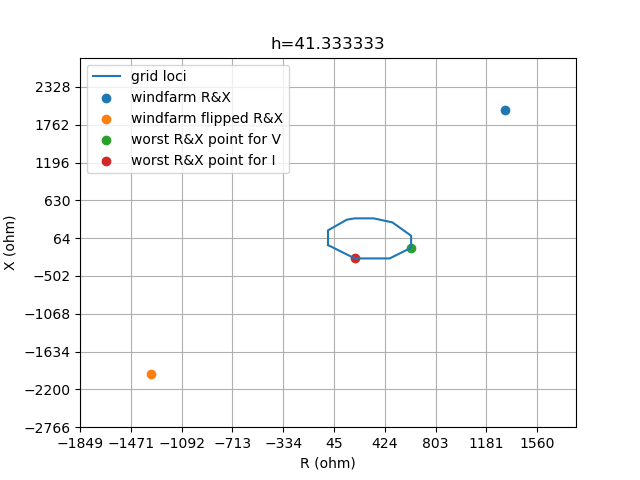 h=41.333333
grid loci
windfarm R&X
windfarm flipped R&X
worst R&X point for V
worst R&X point for I
X (ohm)
2328
1762
1196
630
64
−502
−1068
−1634
−2200
−2766
−1849 −1471 −1092 −713 −334 45 424 803 1181 1560
R (ohm)